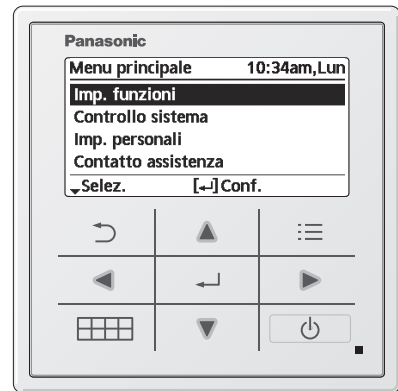 Panasonic
Menu principale 10:34am,Lun
Imp. funzioni
Controllo sistema
Imp. personali
Contatto assistenza
Selez. [↵]Conf.